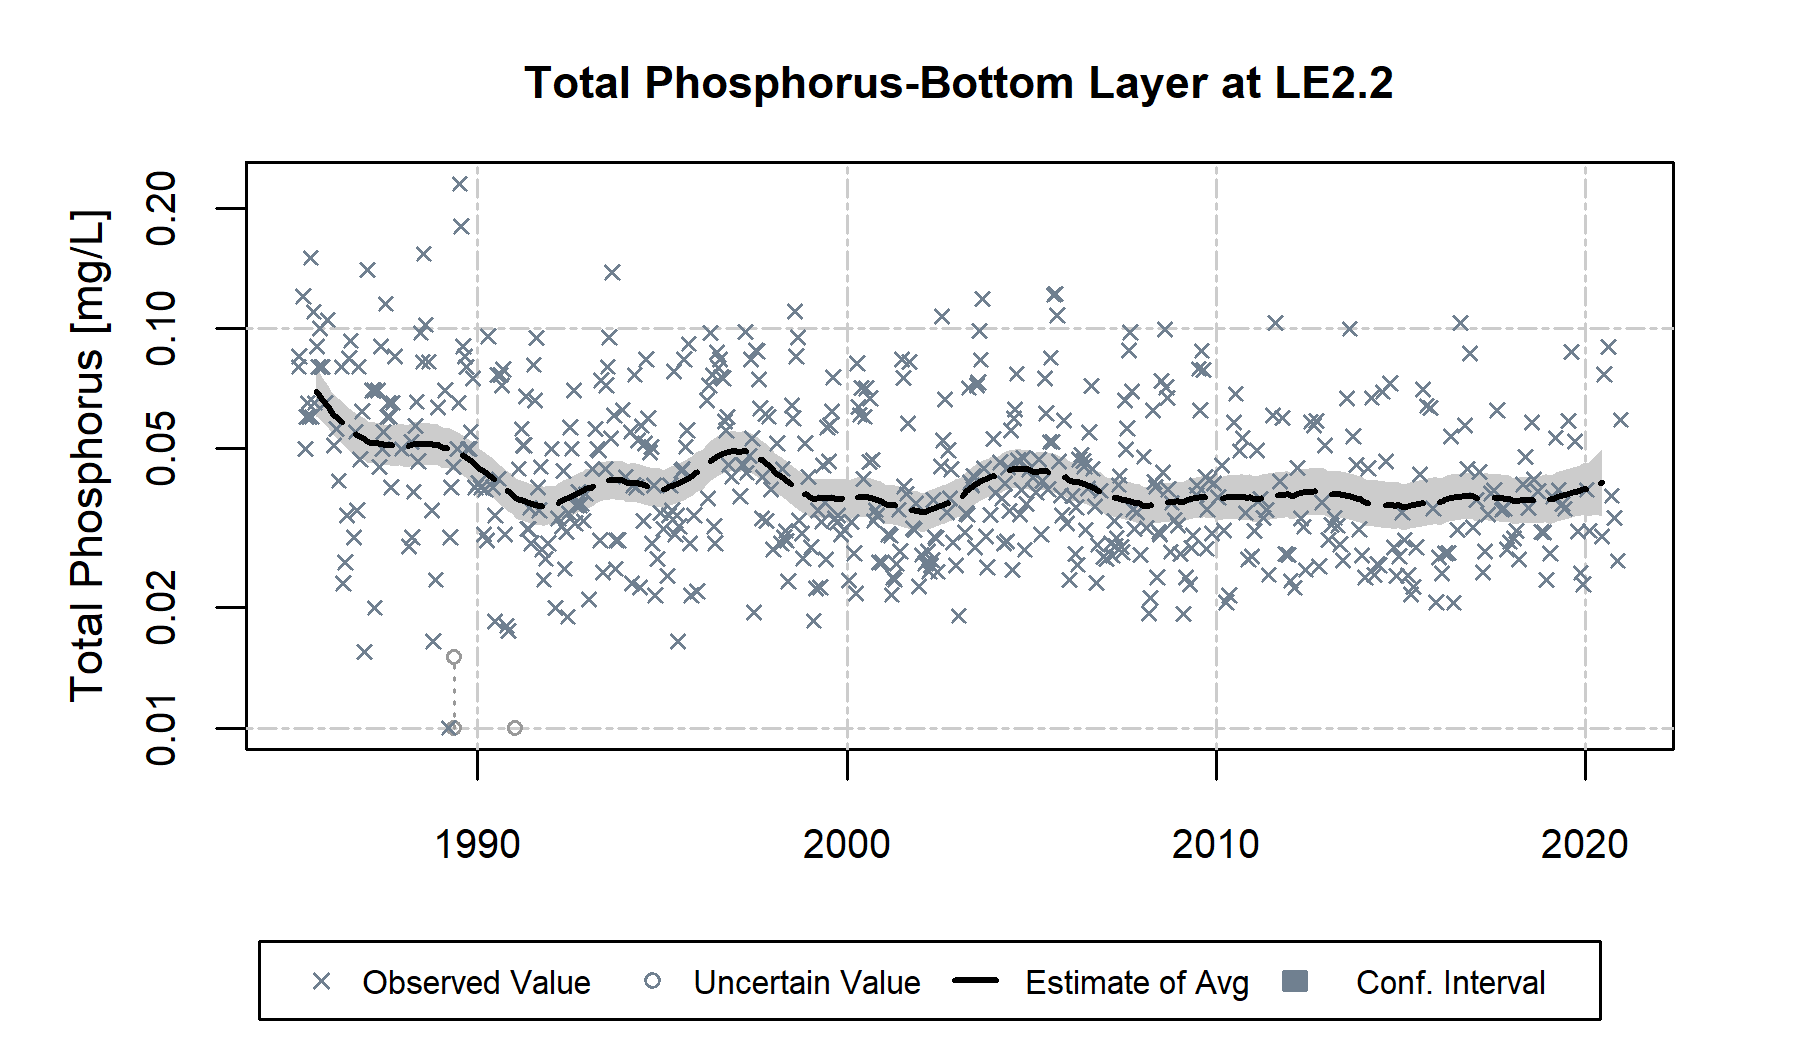 Total Phosphorus-Bottom Layer at LE2.2
Total Phosphorus [mg/L]
0.20
0.10
0.05
0.02
0.01
1990 2000 2010 2020
Observed Value Uncertain Value Estimate of Avg Conf. Interval